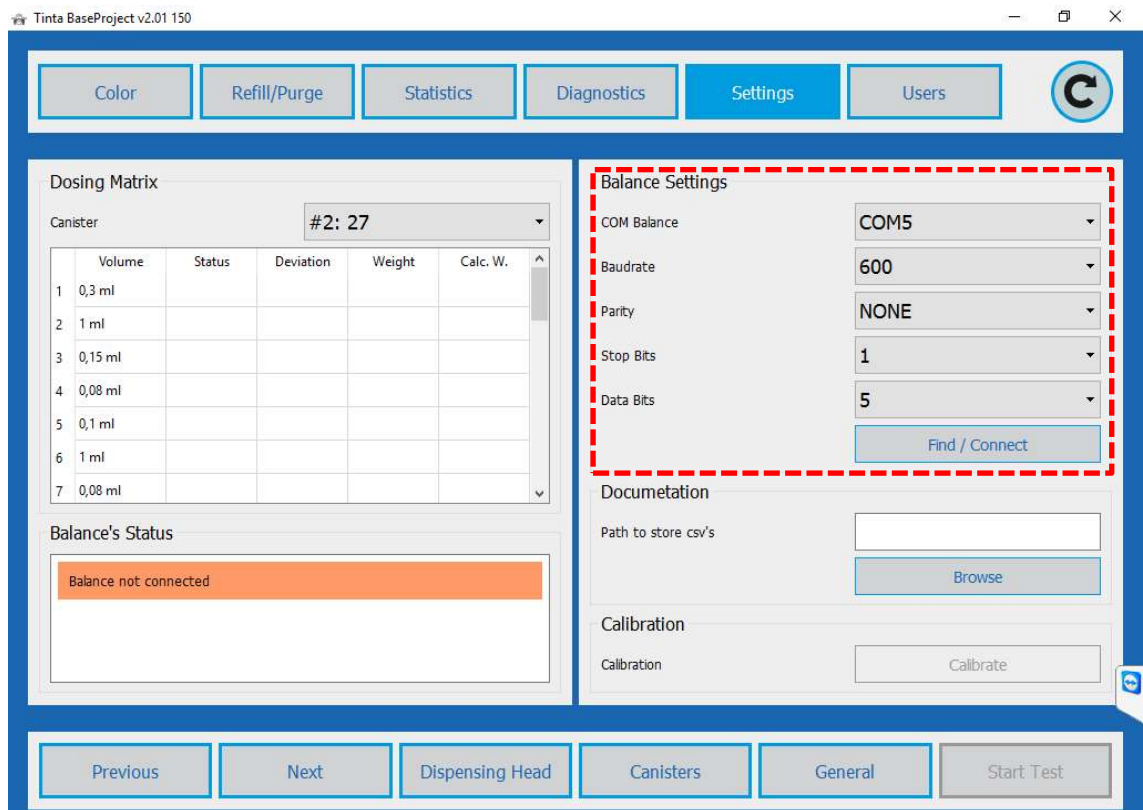 Tinta BaseProject v2.01 150
Color Refill/Purge Statistics Diagnostics Settings Users
Dosing Matrix
Canister #2: 27
Volume Status Deviation Weight Calc. W.
1 0,3 ml
2 1 ml
3 0,15 ml
4 0,08 ml
5 0,1 ml
6 1 ml
7 0,08 ml
Balance's Status
Balance not connected
Balance Settings
COM Balance COM5
Baudrate 600
Parity NONE
Stop Bits 1
Data Bits 5
Find / Connect
Documetation
Path to store csv's
Browse
Calibration
Calibration Calibrate
Previous Next Dispensing Head Canisters General Start Test